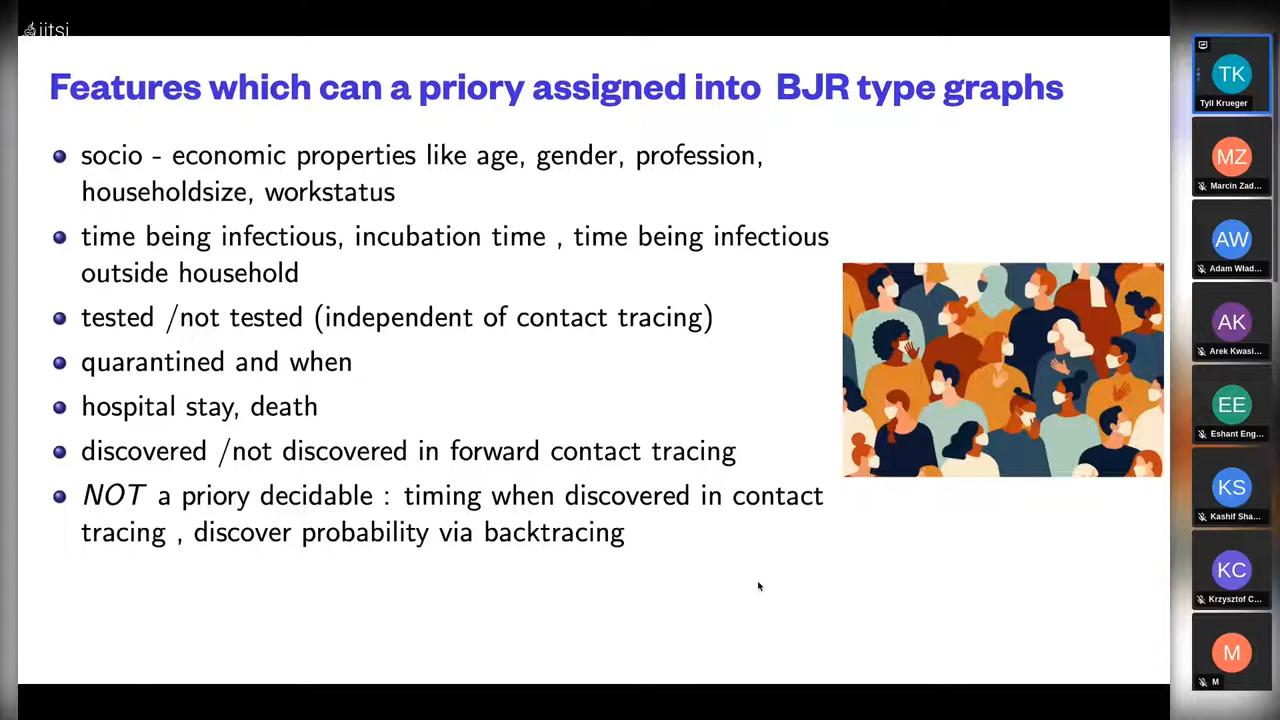 jitsi
Features which can a priory assigned into BJR type graphs
socio - economic properties like age, gender, profession,
householdsize, workstatus
time being infectious, incubation time , time being infectious
outside household
tested /not tested (independent of contact tracing)
quarantined and when
hospital stay, death
discovered /not discovered in forward contact tracing
NOT a priory decidable : timing when discovered in contact
tracing , discover probability via backtracing
TK
Tyll Krueger
MZ
Marcin Zad...
AW
Adam Wład...
AK
Arek Kwasi...
EE
Eshant Eng...
KS
Kashif Sha...
KC
Krzysztof C...
M
M